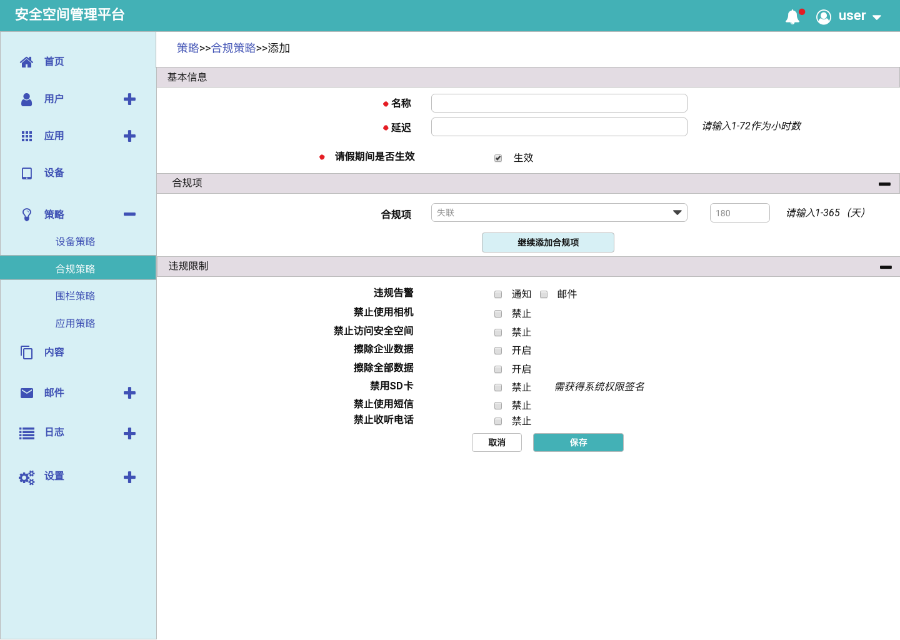 安全空间管理平台
user
首页
用户
应用
设备
策略
设备策略
合规策略
围栏策略
应用策略
内容
邮件
日志
设置
策略>>合规策略>>添加
基本信息
名称
延迟 请输入1-72作为小时数
请假期间是否生效 生效
合规项
合规项 失联 180 请输入1-365（天）
继续添加合规项
违规限制
违规告警 通知 邮件
禁止使用相机 禁止
禁止访问安全空间 禁止
擦除企业数据 开启
擦除全部数据 开启
禁用SD卡 禁止 需获得系统权限签名
禁止使用短信 禁止
禁止收听电话 禁止
取消 保存